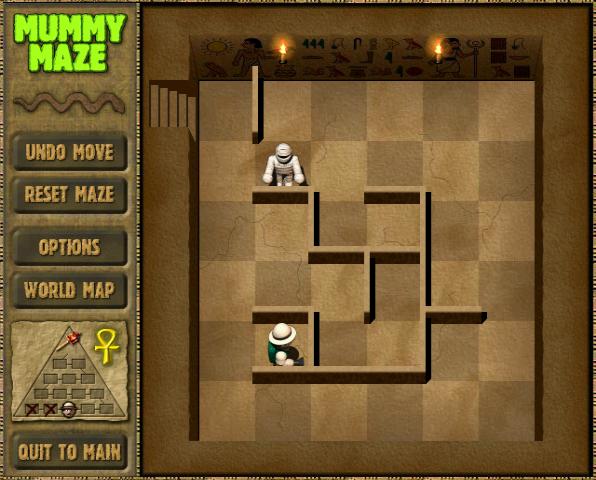 MUMMY
MAZE
UNDO MOVE
RESET MAZE
OPTIONS
WORLD MAP
QUIT TO MAIN